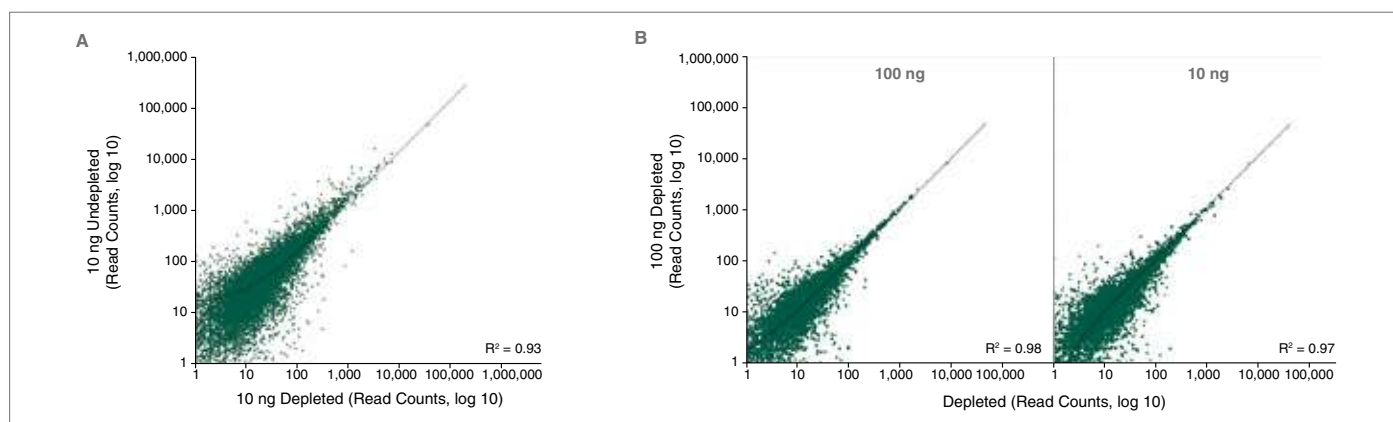 A
1,000,000
100,000
10,000
1,000
100
10
1
10 ng Undepleted
(Read Counts, log 10)
R² = 0.93
1 10 100 1,000 10,000 100,000 1,000,000
10 ng Depleted (Read Counts, log 10)
B
1,000,000
100,000
10,000
1,000
100
10
1
100 ng Depleted
(Read Counts, log 10)
100 ng
R² = 0.98
1 10 100 1,000 10,000 100,000
10 ng
R² = 0.97
1 10 100 1,000 10,000 100,000
Depleted (Read Counts, log 10)